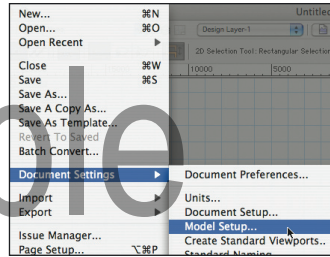 New... ⌘N
Open... ⌘O
Open Recent ▶
Close ⌘W
Save ⌘S
Save As...
Save A Copy As...
Save As Template...
Revert To Saved
Batch Convert...
Document Settings ▶
Import ▶
Export ▶
Issue Manager...
Page Setup... ⌥⌘P
Untitled
Design Layer-1
2D Selection Tool: Rectangular Selection
10000 5000
Document Preferences...
Units...
Document Setup...
Model Setup...
Create Standard Viewports...
Standard Naming...
ple